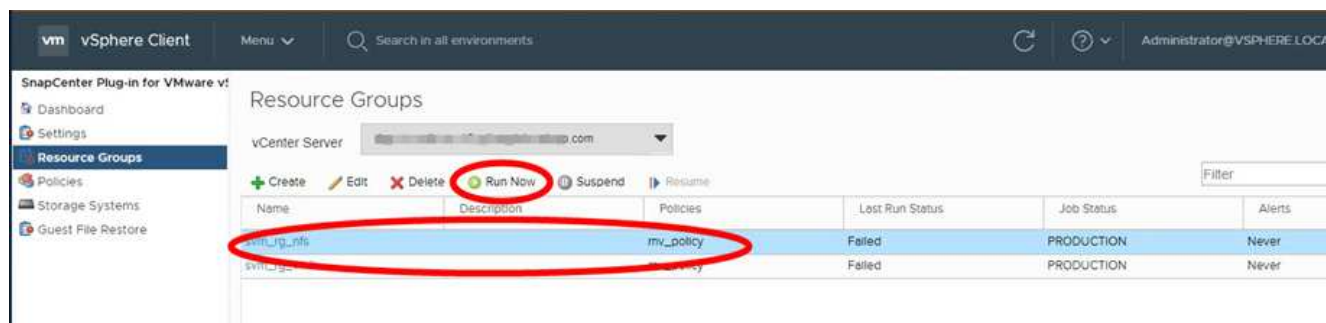 vm vSphere Client Menu Search in all environments Administrator@VSPHERE.LOCA
SnapCenter Plug-in for VMware vS
Dashboard
Settings
Resource Groups
Policies
Storage Systems
Guest File Restore
Resource Groups
vCenter Server .com
Create Edit Delete Run Now Suspend Resume
Filter
Name Description Policies Last Run Status Job Status Alerts
svm_rg_nfs mv_policy Failed PRODUCTION Never
Failed PRODUCTION Never